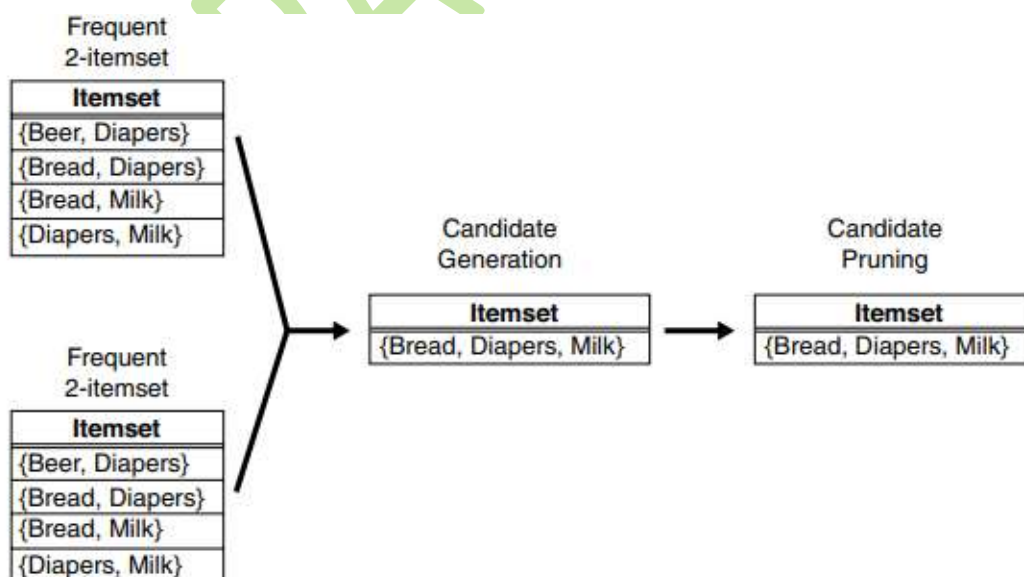 Frequent
2-itemset
Itemset
{Beer, Diapers}
{Bread, Diapers}
{Bread, Milk}
{Diapers, Milk}
Candidate
Generation
Itemset
{Bread, Diapers, Milk}
Candidate
Pruning
Itemset
{Bread, Diapers, Milk}
Frequent
2-itemset
Itemset
{Beer, Diapers}
{Bread, Diapers}
{Bread, Milk}
{Diapers, Milk}